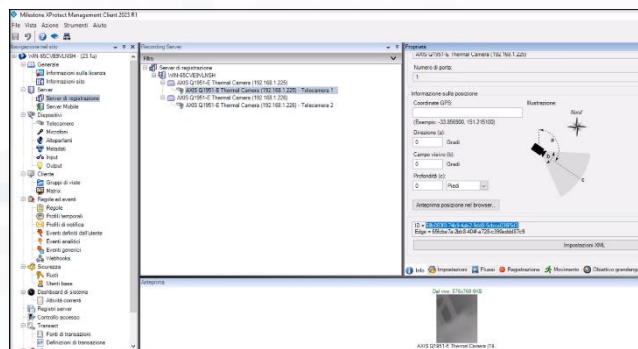 Milestone XProtect Management Client 2023 R1
File Vista Azione Strumenti Aiuto
Navigazione nel sito
Generale
Informazioni sulla licenza
Informazioni sito
Server
Server di registrazione
Server Mobile
Dispositivi
Telecamere
Microfoni
Altoparlanti
Metadati
Input
Output
Cliente
Gruppi di viste
Matrix
Regole ed eventi
Regole
Profili temporali
Profili di notifica
Eventi definiti dall'utente
Eventi analitici
Eventi generici
Webhooks
Sicurezza
Ruoli
Utenti base
Dashboard di sistema
Attività correnti
Registri server
Controllo accesso
Transact
Fonti di transazioni
Definizioni di transazione
Recording Server
Filtro
Server di registrazione
AXIS Q1951-E Thermal Camera (192.168.1.225)
AXIS Q1951-E Thermal Camera (192.168.1.225) - Telecamera 1
AXIS Q1951-E Thermal Camera (192.168.1.226)
AXIS Q1951-E Thermal Camera (192.168.1.226) - Telecamera 2
Proprietà
AXIS Q1951-E Thermal Camera (192.168.1.225)
Numero di porta:
1
Informazione sulla posizione
Coordinate GPS:
Illustrazione:
Nord
(Esempio: -33.856900, 151.215100)
Direzione (a):
0 Gradi
Campo visivo (b):
0 Gradi
Profondità (c):
0 Piedi
a
b
c
Anteprima posizione nel browser...
Impostazioni XML
Info Impostazioni Flussi Registrazione Movimento
Anteprima
AXIS Q1951-E Thermal Camera (19...